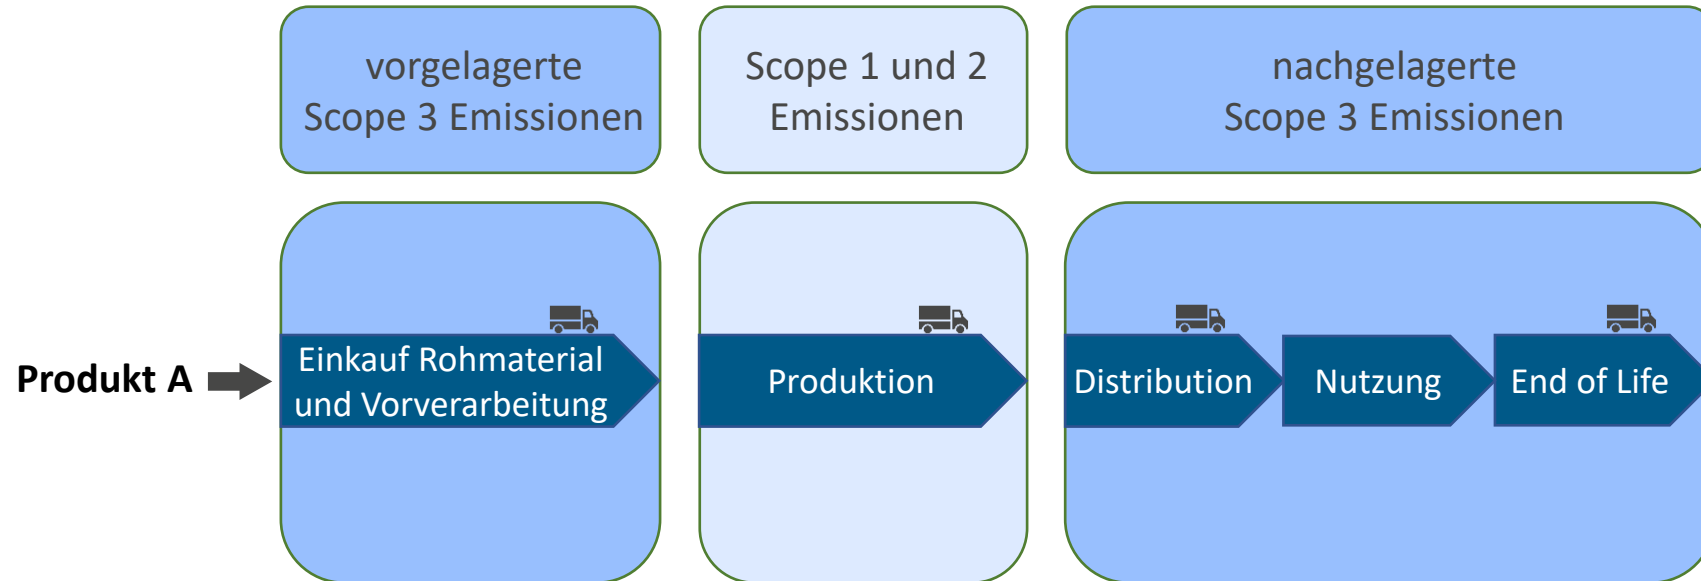 vorgelagerte
Scope 3 Emissionen
Scope 1 und 2
Emissionen
nachgelagerte
Scope 3 Emissionen
Produkt A
Einkauf Rohmaterial
und Vorverarbeitung
Produktion
Distribution
Nutzung
End of Life